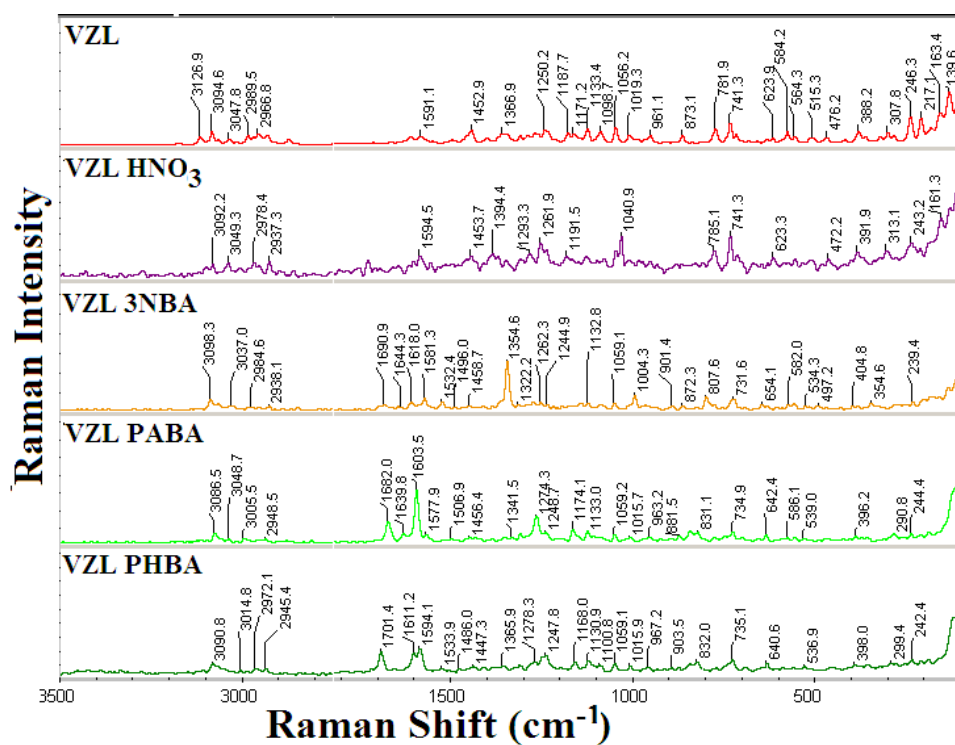 VZL
3126.9 3094.6 3047.8 2989.5 2966.8 1591.1 1452.9 1366.9 1250.2 1187.7 1171.2 1133.4 1098.7 1056.2 1019.3 961.1 873.1 781.9 741.3 623.9 584.2 564.3 515.3 476.2 388.2 307.8 246.3 217.1 163.4 139.6
VZL HNO₃
3092.2 3049.3 2978.4 2937.3 1594.5 1453.7 1394.4 1293.3 1261.9 1191.5 1040.9 785.1 741.3 623.3 472.2 391.9 313.1 243.2 161.3
VZL 3NBA
3098.3 3037.0 2984.6 2938.1 1690.9 1644.3 1618.0 1581.3 1532.4 1496.0 1458.7 1354.6 1322.2 1262.3 1244.9 1132.8 1059.1 1004.3 901.4 872.3 807.6 731.6 654.1 582.0 534.3 497.2 404.8 354.6 239.4
VZL PABA
3086.5 3048.7 3005.5 2948.5 1682.0 1639.8 1603.5 1577.9 1506.9 1456.4 1341.5 1274.3 1248.7 1174.1 1133.0 1059.2 1015.7 963.2 881.5 831.1 734.9 642.4 586.1 539.0 396.2 290.8 244.4
VZL PHBA
3090.8 3014.8 2972.1 2945.4 1701.4 1611.2 1594.1 1533.9 1486.0 1447.3 1365.9 1278.3 1247.8 1168.0 1130.9 1100.8 1059.1 1015.9 967.2 903.5 832.0 735.1 640.6 536.9 398.0 299.4 242.4
3500 3000 1500 1000 500
Raman Shift (cm⁻¹)
Raman Intensity